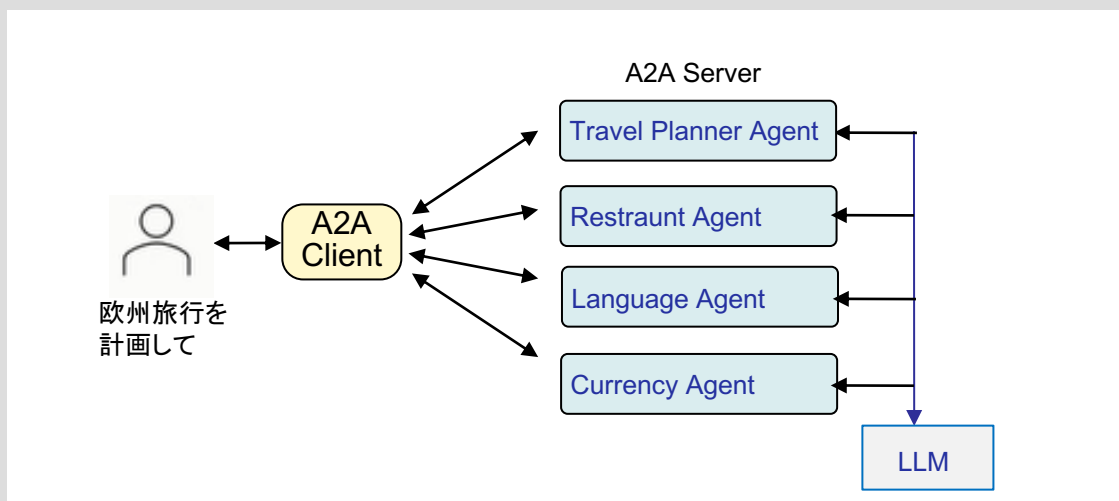 A2A Server
Travel Planner Agent
Restraunt Agent
Language Agent
Currency Agent
A2A
Client
欧州旅行を
計画して
LLM